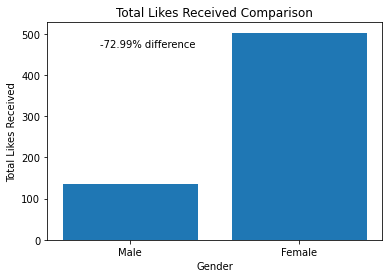 Total Likes Received Comparison
-72.99% difference
500
400
300
200
100
0
Total Likes Received
Male
Female
Gender